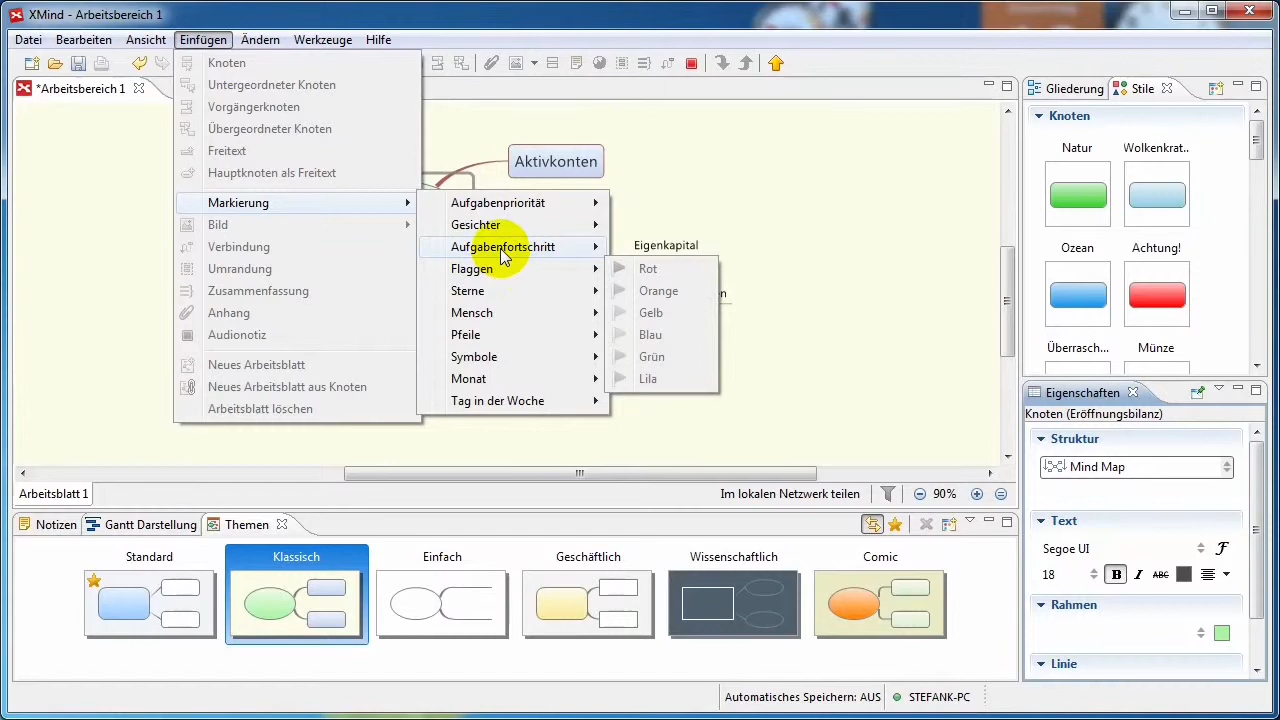 XMind - Arbeitsbereich 1
Datei Bearbeiten Ansicht Einfügen Ändern Werkzeuge Hilfe
*Arbeitsbereich 1
Knoten
Untergeordneter Knoten
Vorgängerknoten
Übergeordneter Knoten
Freitext
Hauptknoten als Freitext
Markierung
Bild
Verbindung
Umrandung
Zusammenfassung
Anhang
Audionotiz
Neues Arbeitsblatt
Neues Arbeitsblatt aus Knoten
Arbeitsblatt löschen
Aufgabenpriorität
Gesichter
Aufgabenfortschritt
Flaggen
Sterne
Mensch
Pfeile
Symbole
Monat
Tag in der Woche
Rot
Orange
Gelb
Blau
Grün
Lila
Aktivkonten
Eigenkapital
Gliederung Stile
Knoten
Natur Wolkenkrat..
Ozean Achtung!
Überrasch... Münze
Eigenschaften
Knoten (Eröffnungsbilanz)
Struktur
Mind Map
Text
Segoe UI
18 B I ABC
Rahmen
Linie
Arbeitsblatt 1
Im lokalen Netzwerk teilen 90%
Notizen Gantt Darstellung Themen
Standard Klassisch Einfach Geschäftlich Wissenschaftlich Comic
Automatisches Speichern: AUS STEFANK-PC